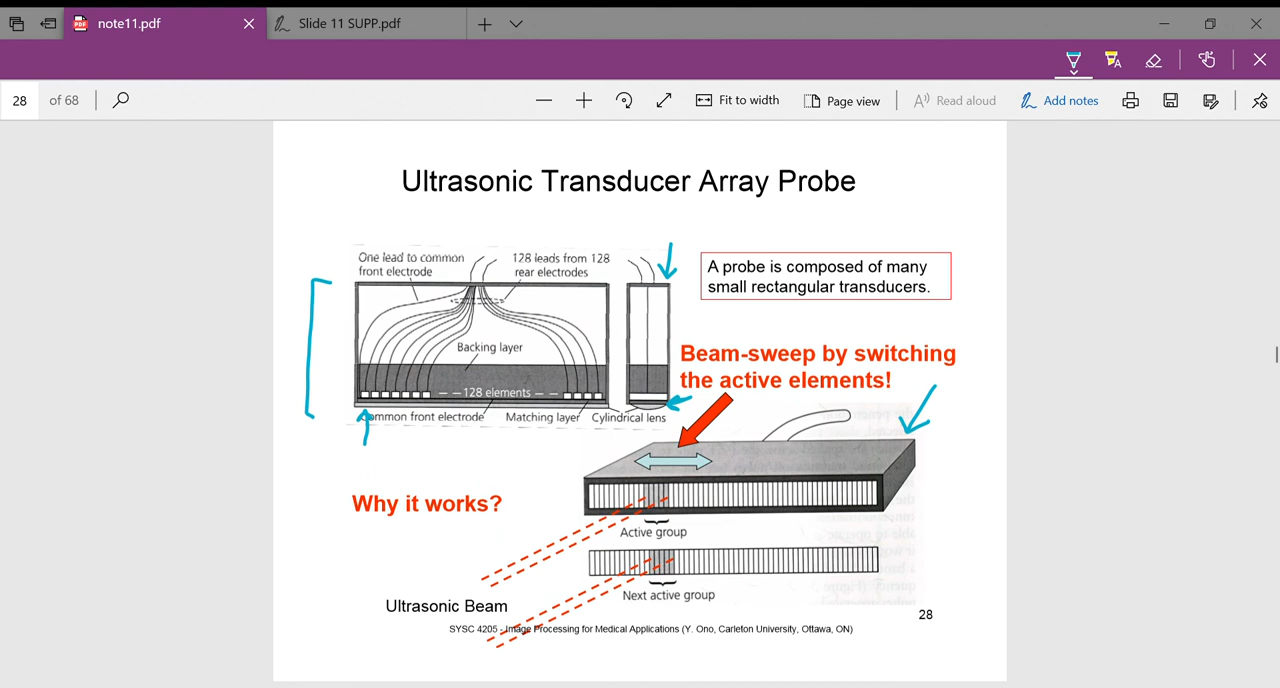 note11.pdf
Slide 11 SUPP.pdf
28
of 68
Fit to width
Page view
Read aloud
Add notes
Ultrasonic Transducer Array Probe
One lead to common
front electrode
128 leads from 128
rear electrodes
Backing layer
128 elements
Common front electrode
Matching layer
Cylindrical lens
A probe is composed of many
small rectangular transducers.
Beam-sweep by switching
the active elements!
Why it works?
Active group
Next active group
Ultrasonic Beam
28
SYSC 4205 - Image Processing for Medical Applications (Y. Ono, Carleton University, Ottawa, ON)